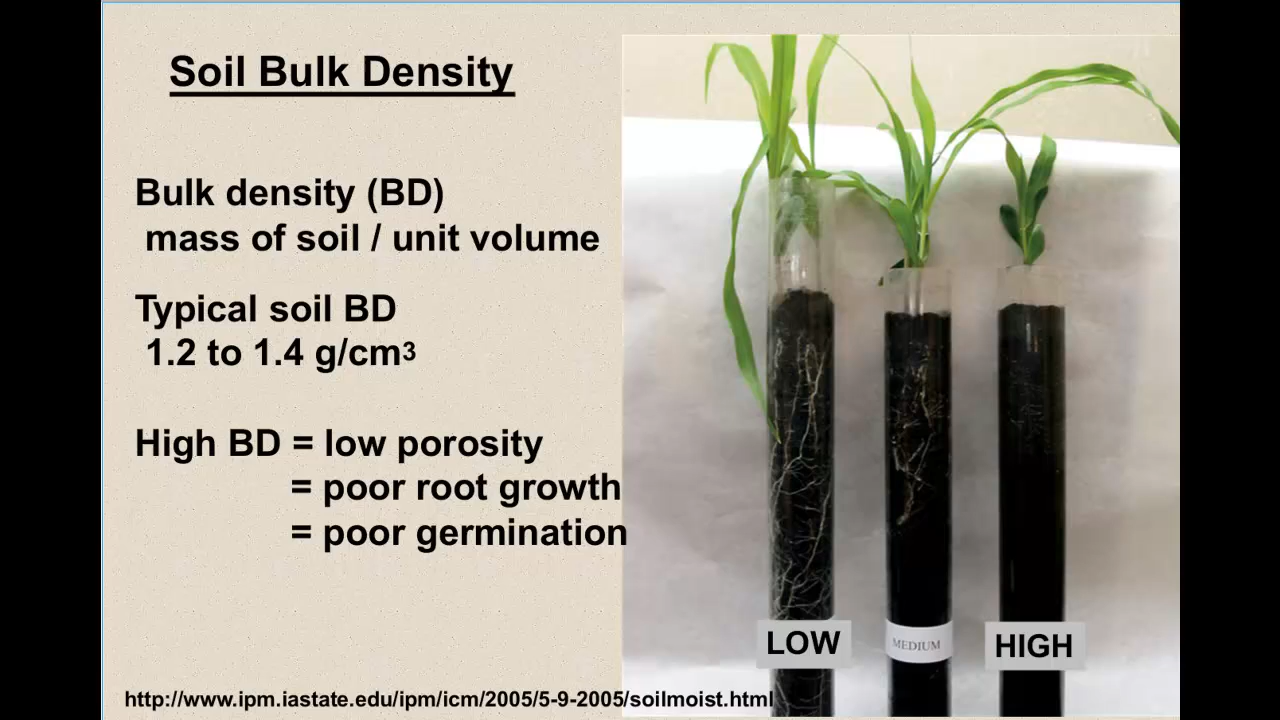 Soil Bulk Density
Bulk density (BD)
mass of soil / unit volume
Typical soil BD
1.2 to 1.4 g/cm³
High BD = low porosity
= poor root growth
= poor germination
LOW
MEDIUM
HIGH
http://www.ipm.iastate.edu/ipm/icm/2005/5-9-2005/soilmoist.html